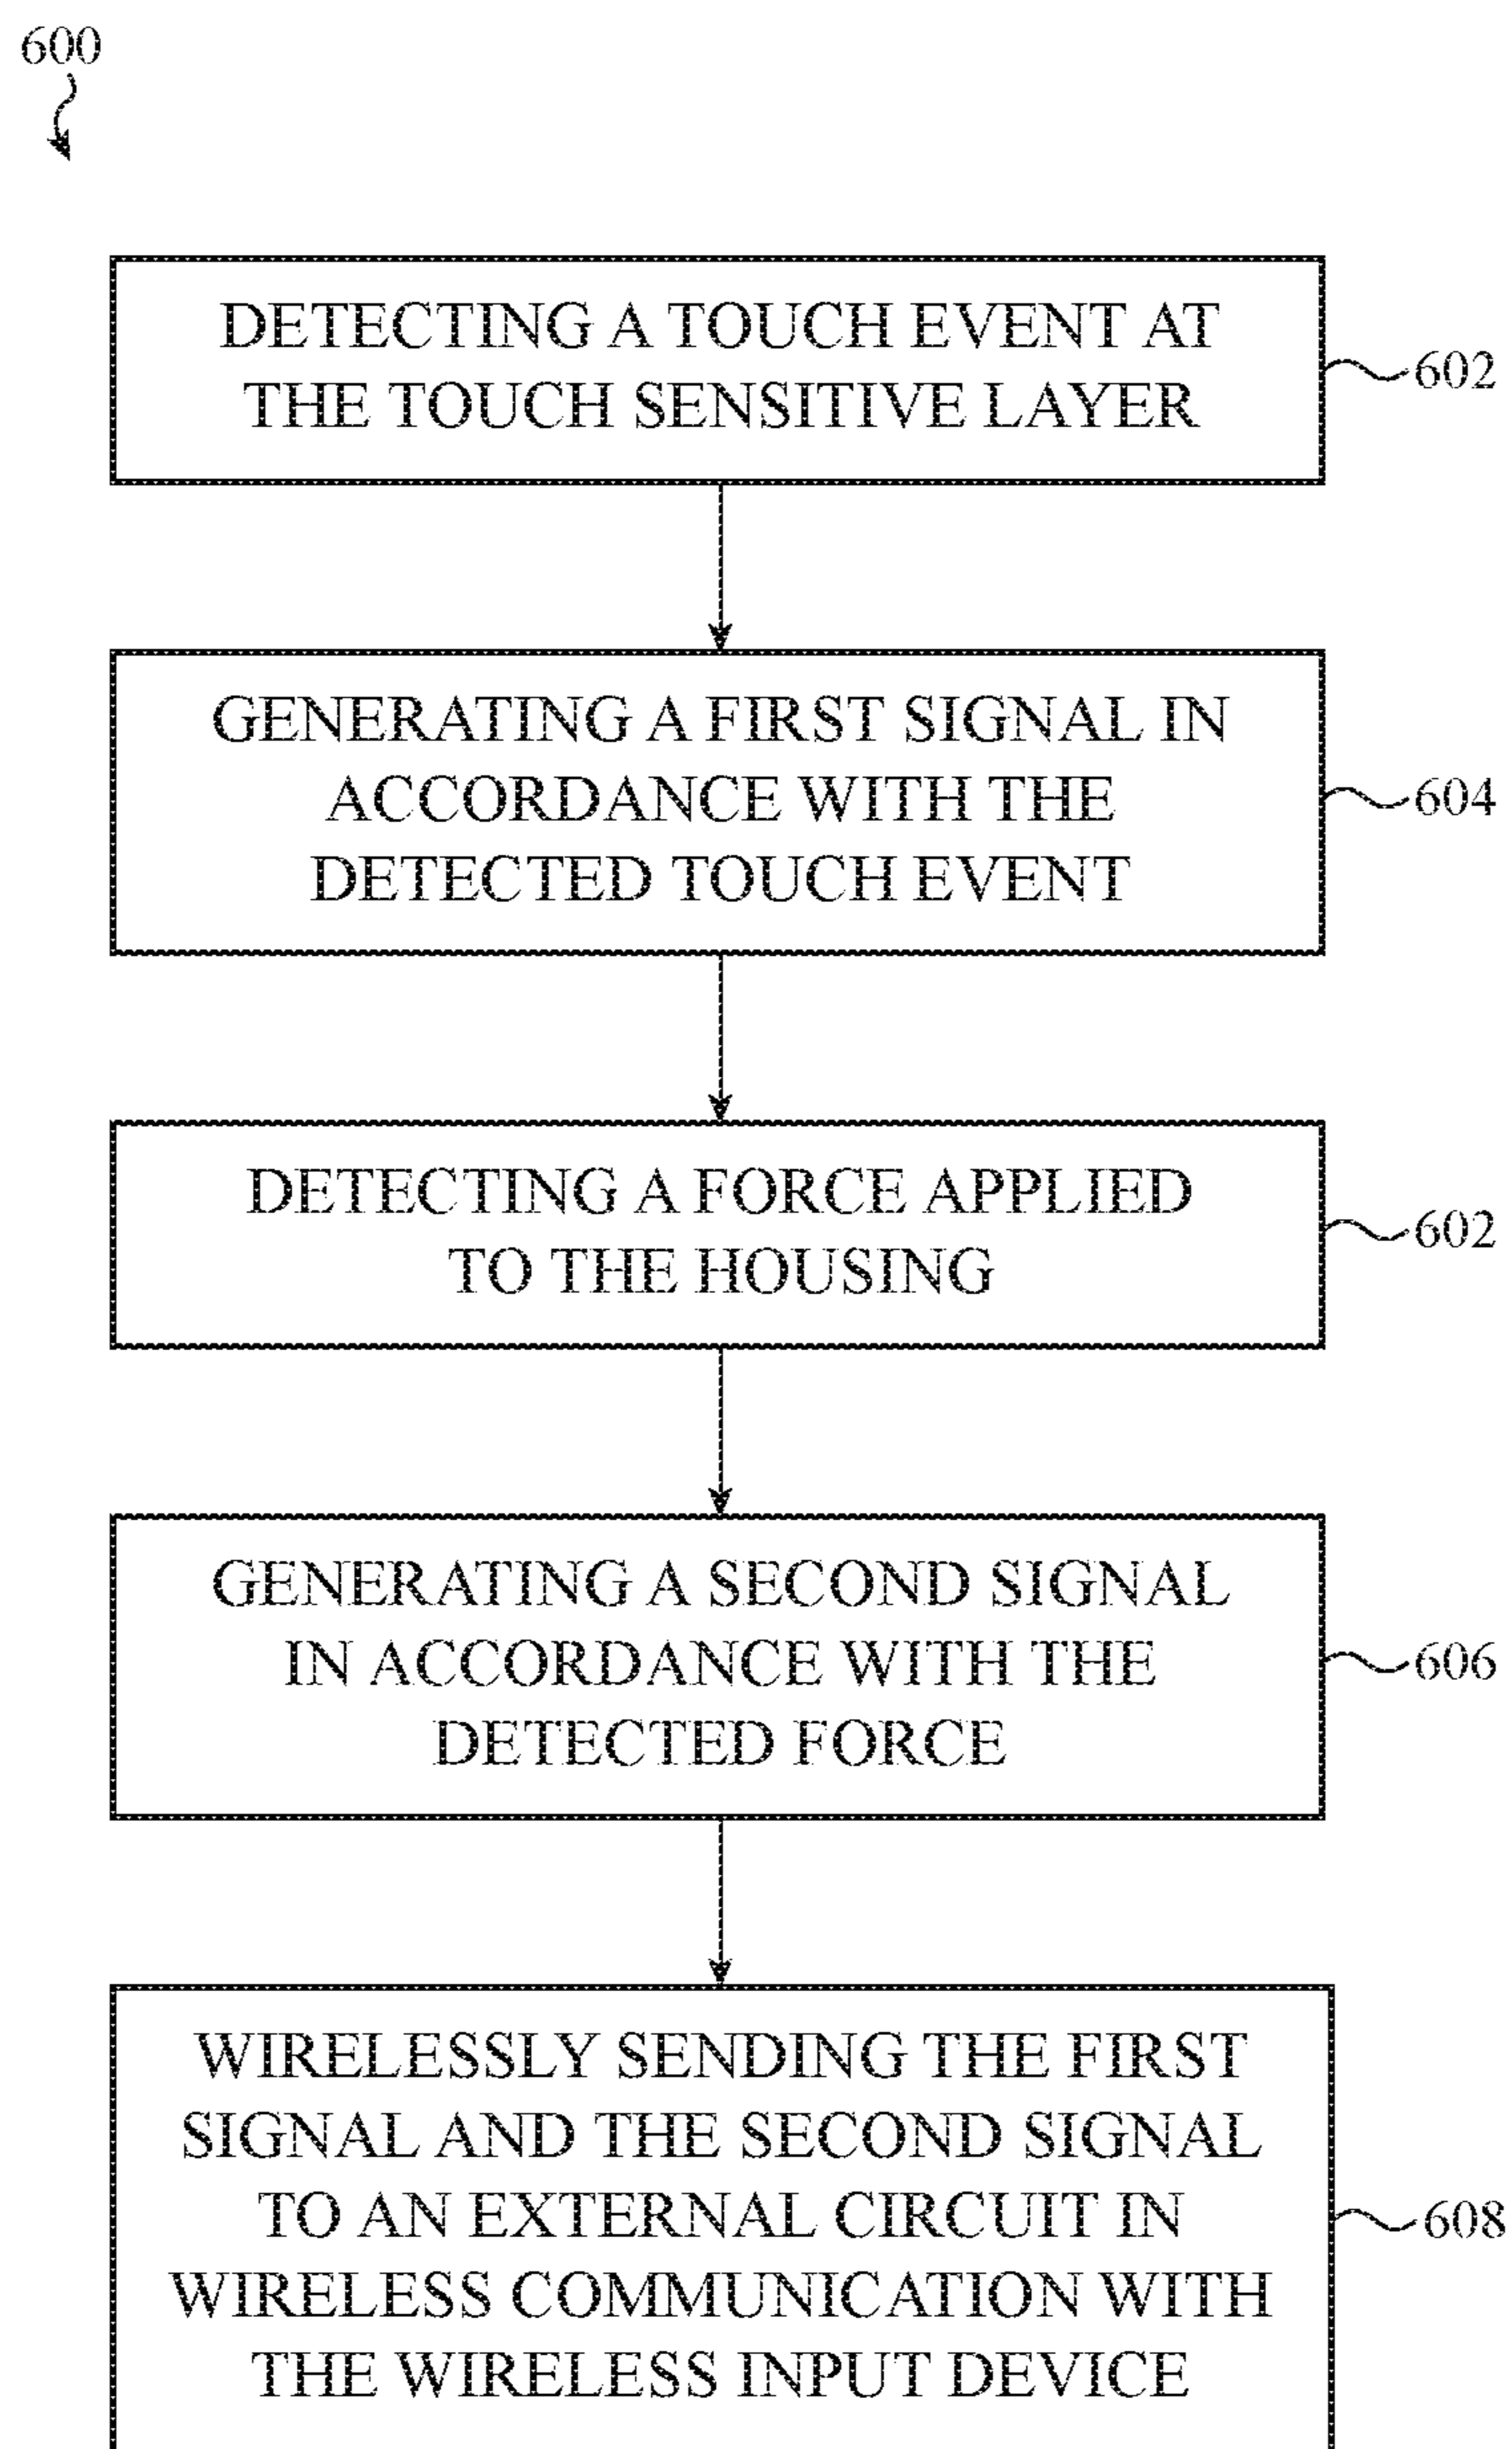 600
DETECTING A TOUCH EVENT AT
THE TOUCH SENSITIVE LAYER
602
GENERATING A FIRST SIGNAL IN
ACCORDANCE WITH THE
DETECTED TOUCH EVENT
604
DETECTING A FORCE APPLIED
TO THE HOUSING
602
GENERATING A SECOND SIGNAL
IN ACCORDANCE WITH THE
DETECTED FORCE
606
WIRELESSLY SENDING THE FIRST
SIGNAL AND THE SECOND SIGNAL
TO AN EXTERNAL CIRCUIT IN
WIRELESS COMMUNICATION WITH
THE WIRELESS INPUT DEVICE
608